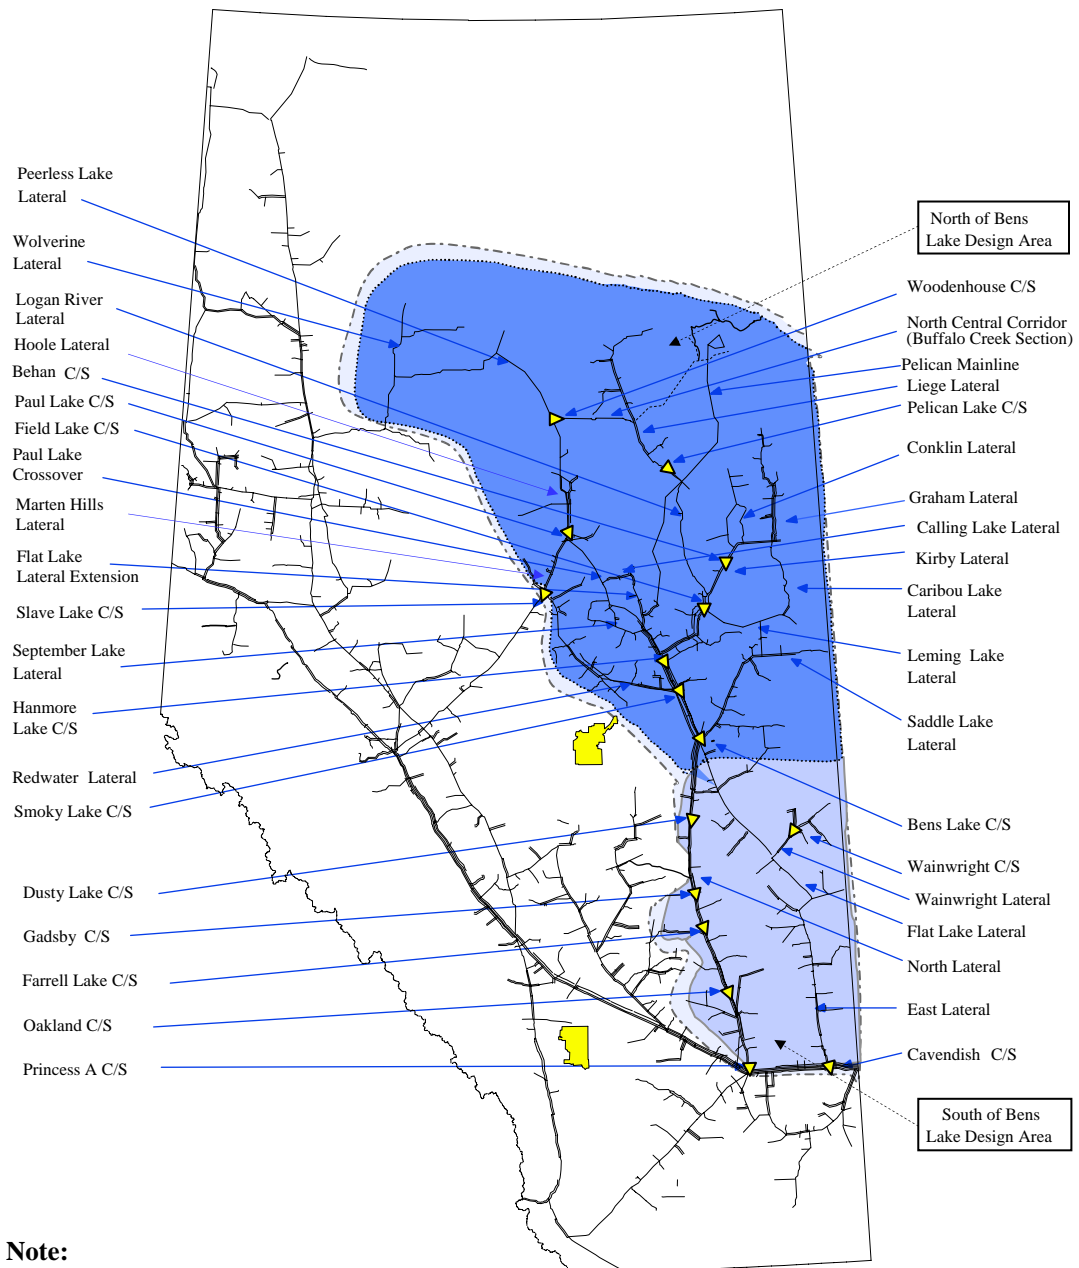 Peerless Lake
Lateral
Wolverine
Lateral
Logan River
Lateral
Hoole Lateral
Behan C/S
Paul Lake C/S
Field Lake C/S
Paul Lake
Crossover
Marten Hills
Lateral
Flat Lake
Lateral Extension
Slave Lake C/S
September Lake
Lateral
Hanmore
Lake C/S
Redwater Lateral
Smoky Lake C/S
Dusty Lake C/S
Gadsby C/S
Farrell Lake C/S
Oakland C/S
Princess A C/S
North of Bens
Lake Design Area
Woodenhouse C/S
North Central Corridor
(Buffalo Creek Section)
Pelican Mainline
Liege Lateral
Pelican Lake C/S
Conklin Lateral
Graham Lateral
Calling Lake Lateral
Kirby Lateral
Caribou Lake
Lateral
Leming Lake
Lateral
Saddle Lake
Lateral
Bens Lake C/S
Wainwright C/S
Wainwright Lateral
Flat Lake Lateral
North Lateral
East Lateral
Cavendish C/S
South of Bens
Lake Design Area
Note: